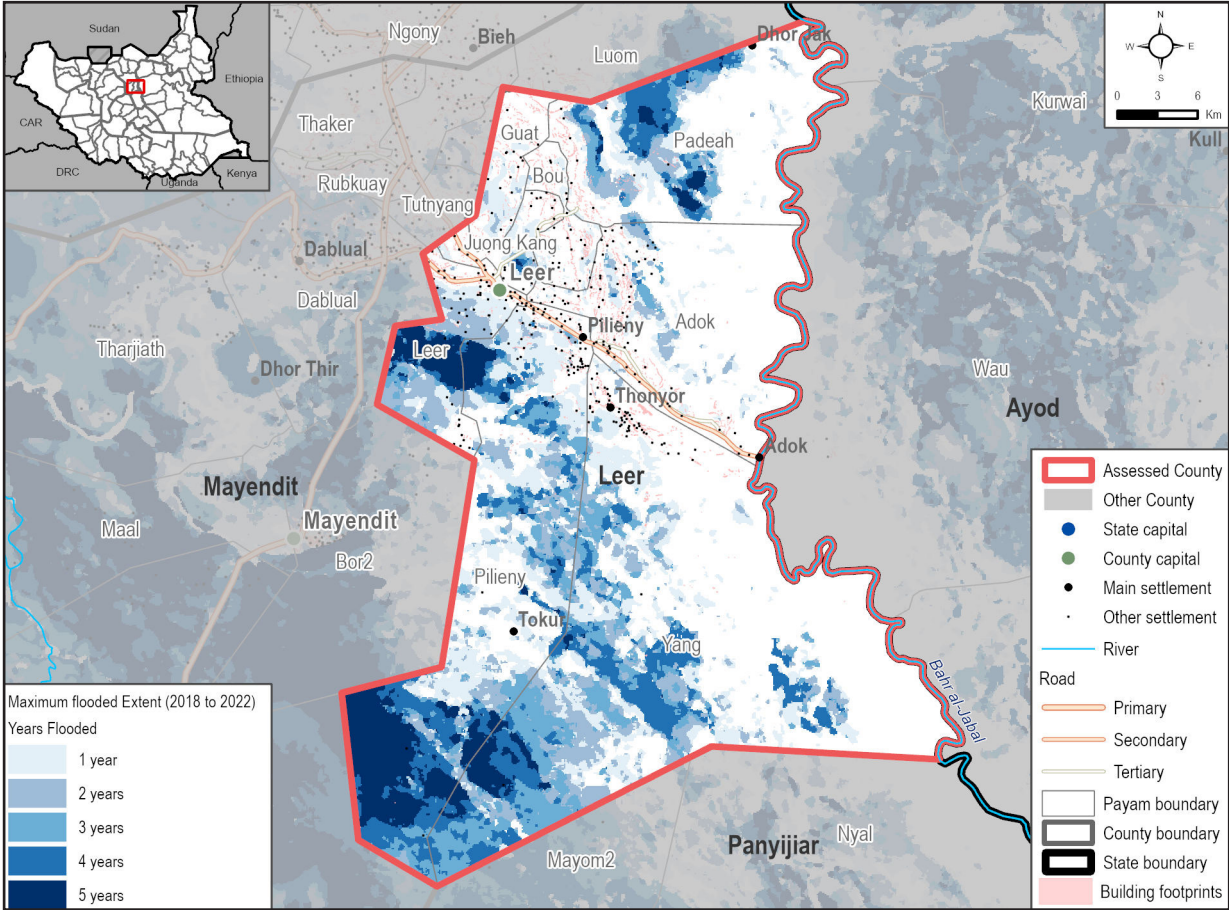 Sudan
Ethiopia
CAR
DRC
Uganda
Kenya
N
W
E
S
0
3
6
Km
Ngony
Bieh
Luom
Dhor Jak
Kurwai
Kull
Thaker
Guat
Padeah
Bou
Rubkuay
Tutnyang
Juong Kang
Dablual
Leer
Dablual
Pilieny
Adok
Tharjiath
Leer
Dhor Thir
Wau
Thonyor
Ayod
Adok
Mayendit
Leer
Mayendit
Maal
Bor2
Pilieny
Tokul
Yang
Bahr al-Jabal
Panyijiar
Nyal
Mayom2
Maximum flooded Extent (2018 to 2022)
Years Flooded
1 year
2 years
3 years
4 years
5 years
Assessed County
Other County
State capital
County capital
Main settlement
Other settlement
River
Road
Primary
Secondary
Tertiary
Payam boundary
County boundary
State boundary
Building footprints